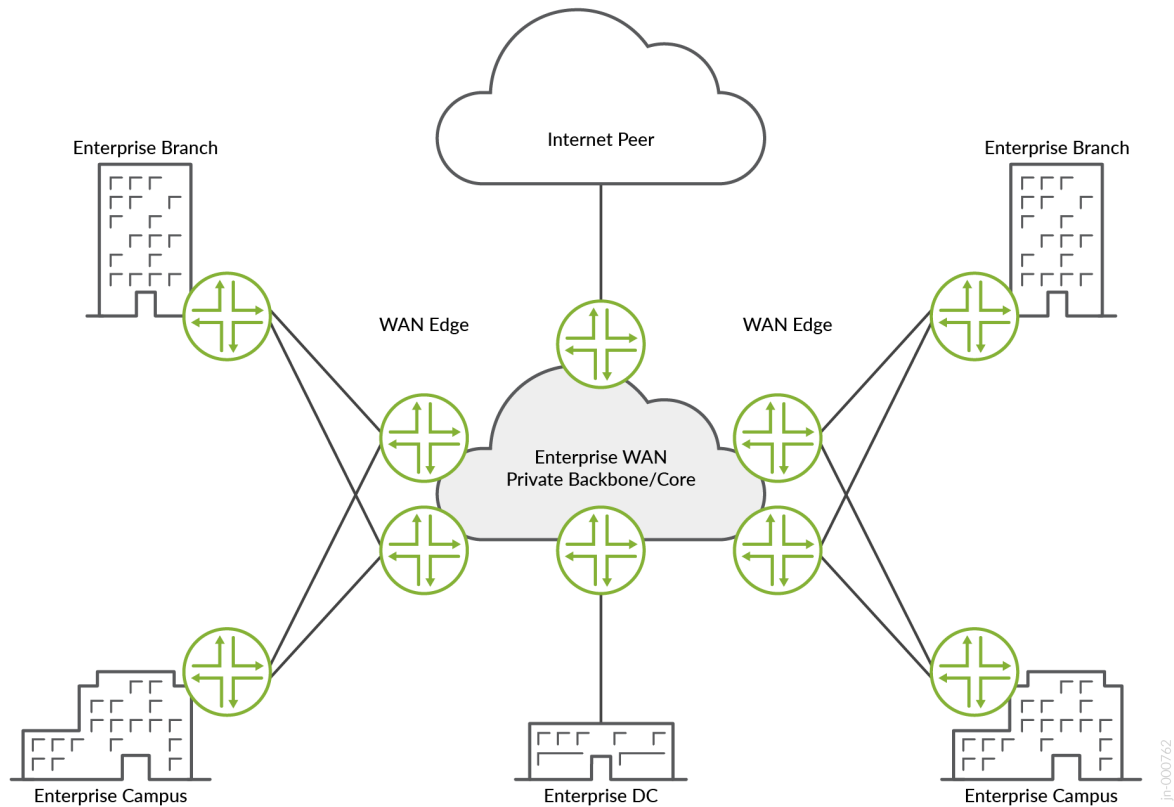 Internet Peer
Enterprise Branch
Enterprise Branch
WAN Edge
WAN Edge
Enterprise WAN
Private Backbone/Core
Enterprise Campus
Enterprise DC
Enterprise Campus
jn-000762